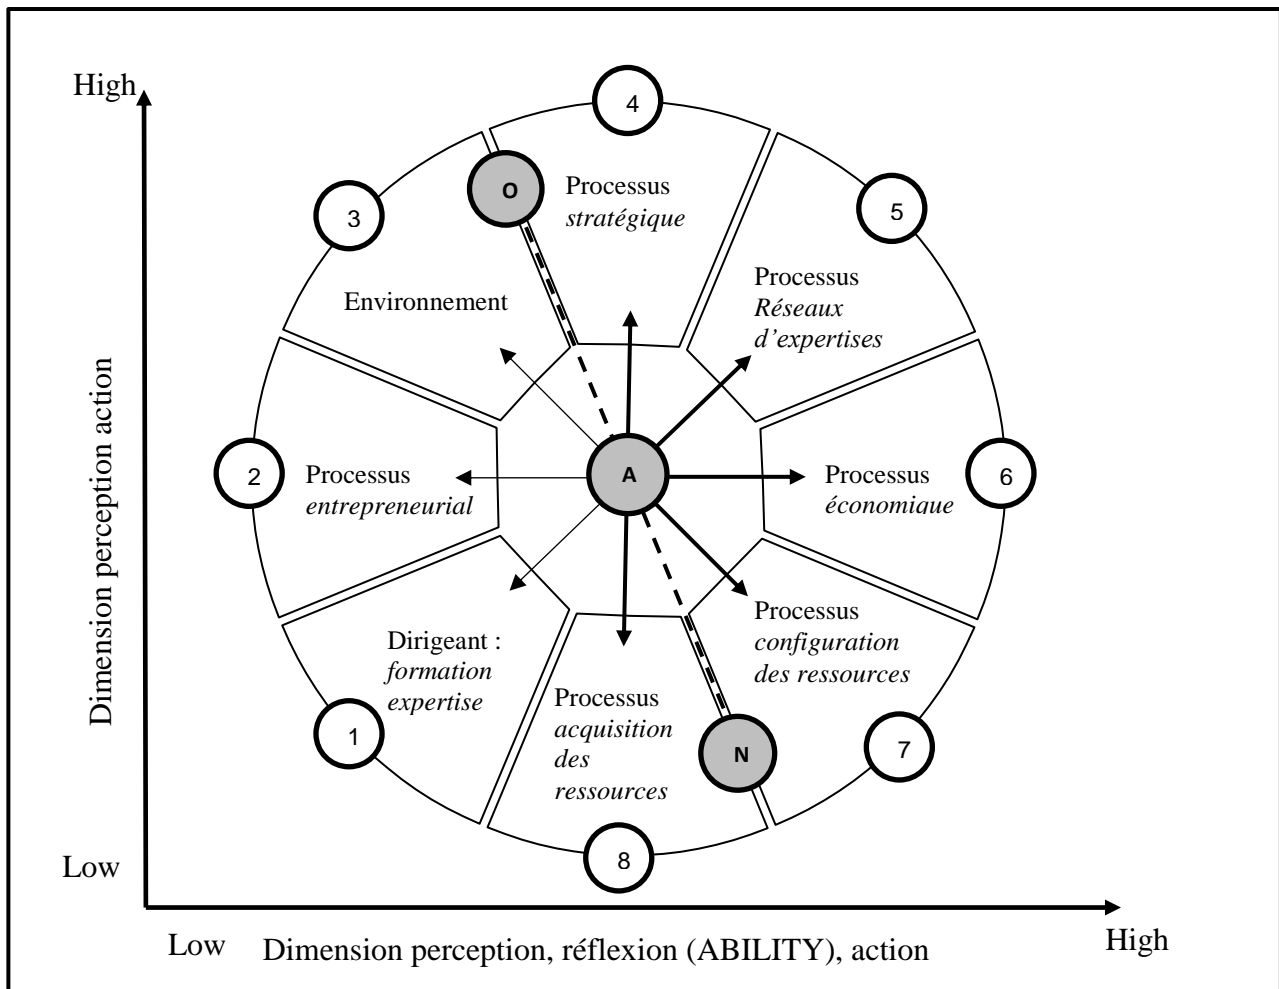 High
4
O
Processus
stratégique
3
5
Environnement
Processus
Réseaux
d'expertises
Dimension perception action
2
Processus
entrepreneurial
A
Processus
économique
6
Dirigeant :
formation
expertise
1
Processus
acquisition
des
ressources
N
Processus
configuration
des ressources
7
8
Low
Low
Dimension perception, réflexion (ABILITY), action
High